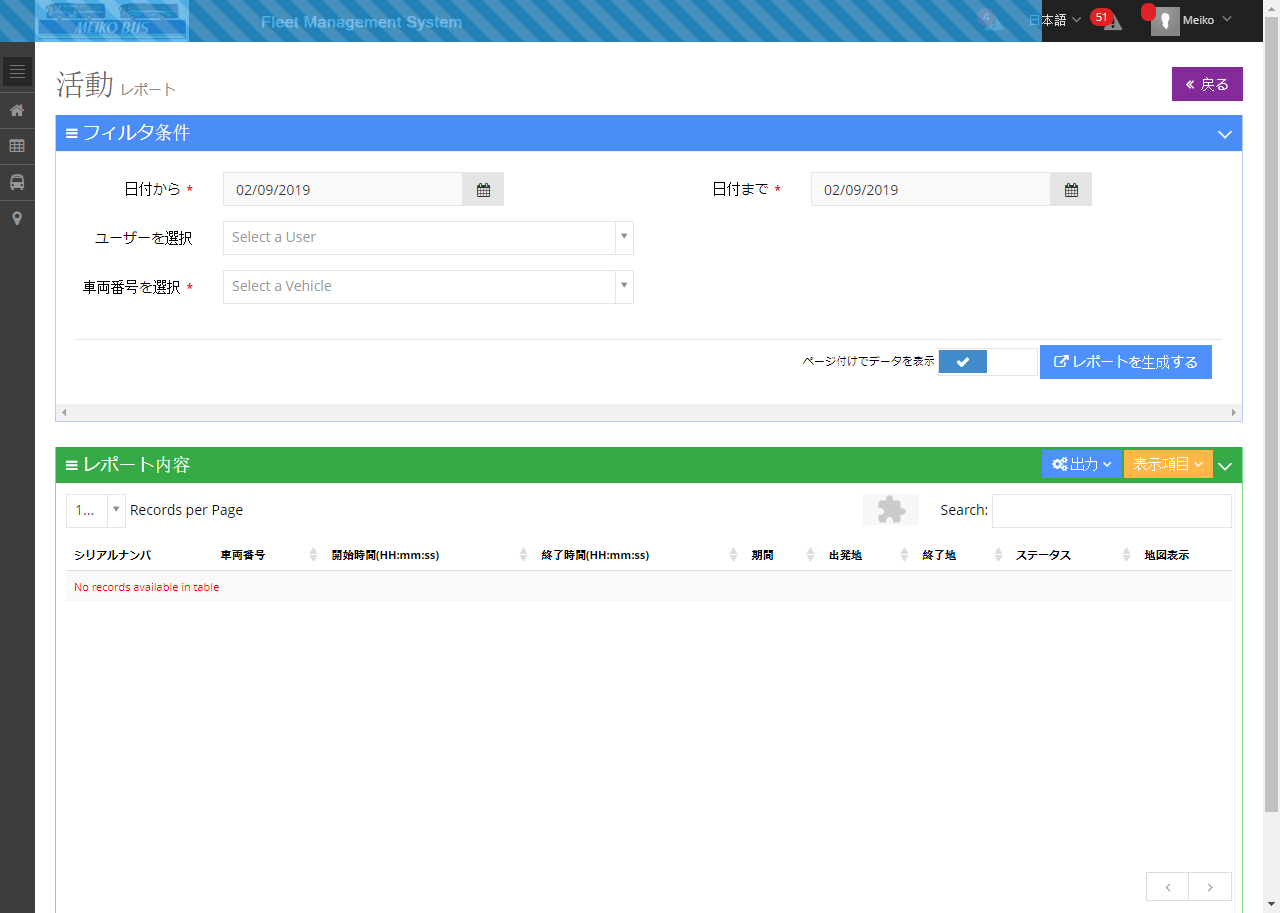 MEIKO BUS Fleet Management System 4 日本語 51 Meiko
活動 レポート « 戻る
フィルタ条件
日付から * 02/09/2019 日付まで * 02/09/2019
ユーザーを選択 Select a User
車両番号を選択 * Select a Vehicle
ページ付けでデータを表示 レポートを生成する
レポート内容 出力 表示項目
1... Records per Page Search:
シリアルナンバ 車両番号 開始時間(HH:mm:ss) 終了時間(HH:mm:ss) 期間 出発地 終了地 ステータス 地図表示
No records available in table